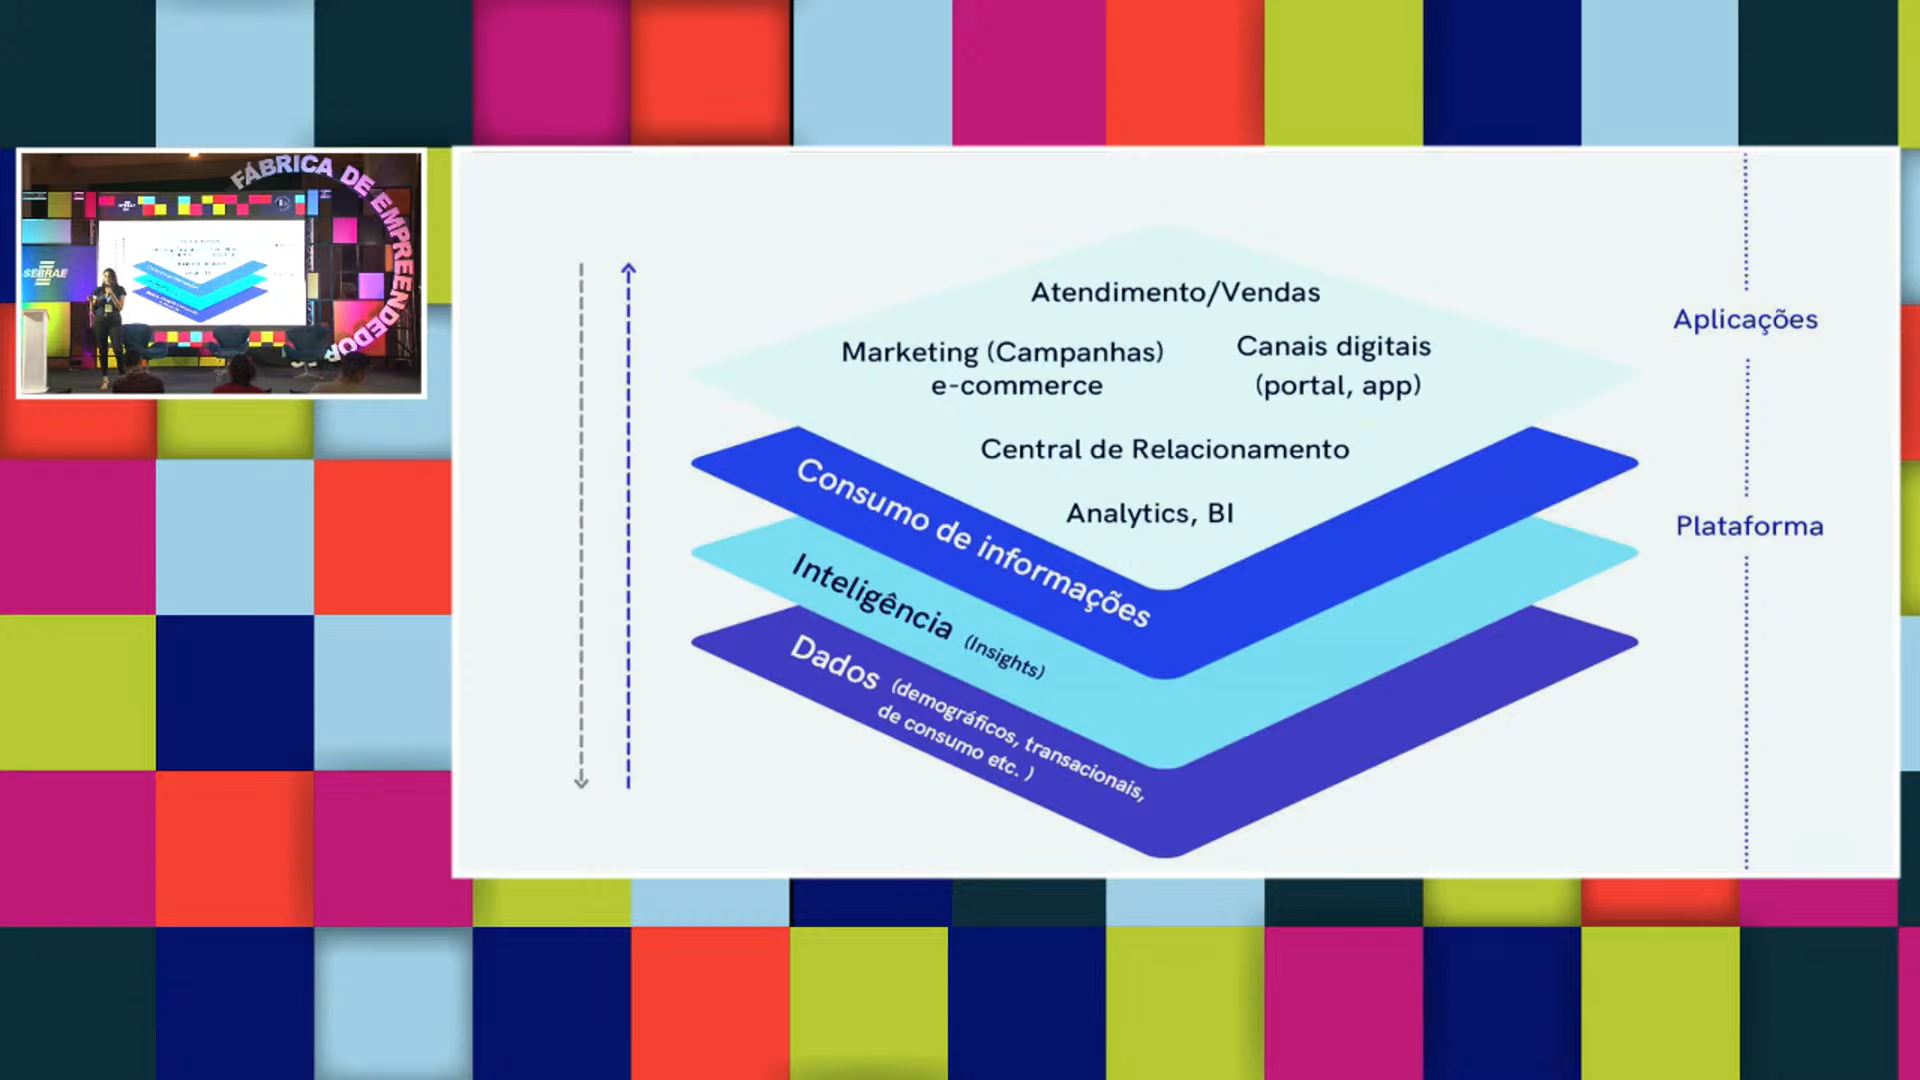 FÁBRICA DE EMPREENDEDOR
SEBRAE
Atendimento/Vendas
Marketing (Campanhas)
e-commerce
Canais digitais
(portal, app)
Central de Relacionamento
Analytics, BI
Consumo de informações
Inteligência (Insights)
Dados (demográficos, transacionais,
de consumo etc. )
Aplicações
Plataforma